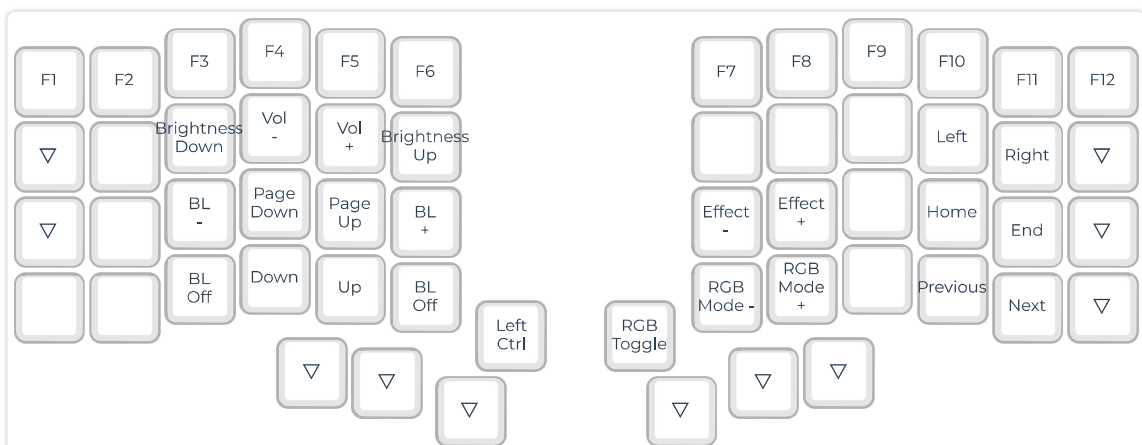 F1
F2
F3
F4
F5
F6
F7
F8
F9
F10
F11
F12
▽
Brightness
Down
Vol
-
Vol
+
Brightness
Up
Left
Right
▽
▽
BL
-
Page
Down
Page
Up
BL
+
Effect
-
Effect
+
Home
End
▽
BL
Off
Down
Up
BL
Off
RGB
Mode -
RGB
Mode
+
Previous
Next
▽
Left
Ctrl
RGB
Toggle
▽
▽
▽
▽
▽
▽